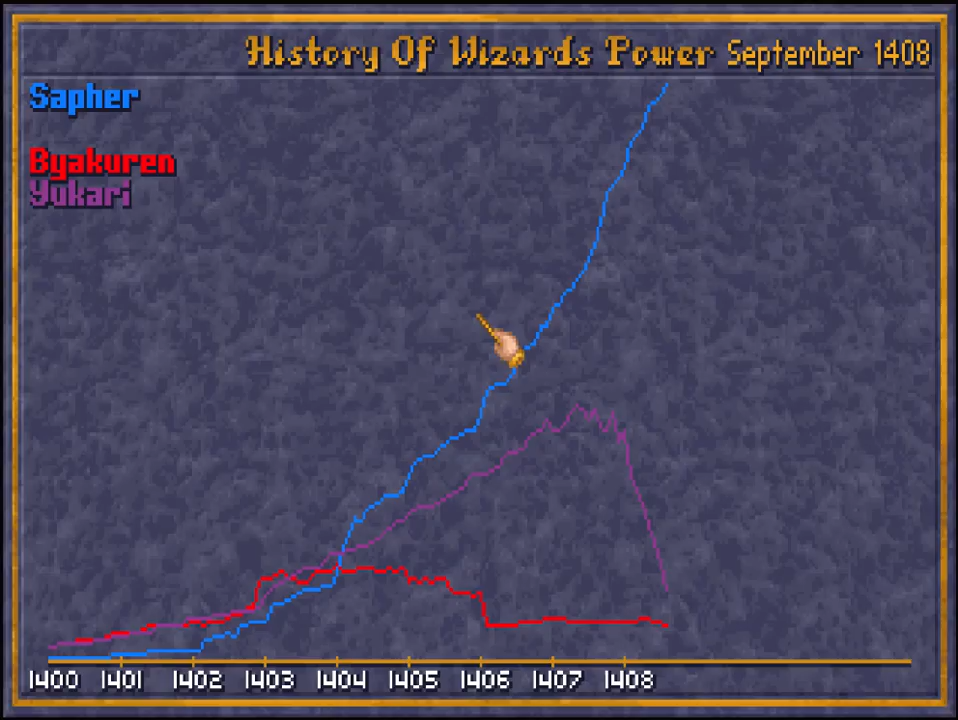 History Of Wizards Power September 1408
Sapher
Byakuren
Yukari
1400 1401 1402 1403 1404 1405 1406 1407 1408